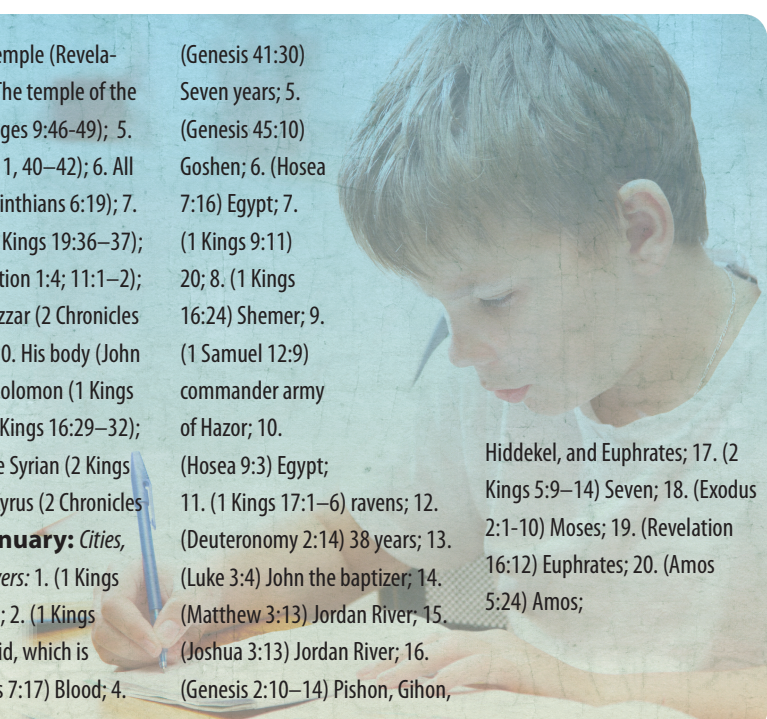 emple (Revela-
The temple of the
ges 9:46-49); 5.
1, 40–42); 6. All
inthians 6:19); 7.
Kings 19:36–37);
tion 1:4; 11:1–2);
zzar (2 Chronicles
0. His body (John
olomon (1 Kings
Kings 16:29–32);
e Syrian (2 Kings
yrus (2 Chronicles
nuary: Cities,
vers: 1. (1 Kings
; 2. (1 Kings
id, which is
s 7:17) Blood; 4.
(Genesis 41:30)
Seven years; 5.
(Genesis 45:10)
Goshen; 6. (Hosea
7:16) Egypt; 7.
(1 Kings 9:11)
20; 8. (1 Kings
16:24) Shemer; 9.
(1 Samuel 12:9)
commander army
of Hazor; 10.
(Hosea 9:3) Egypt;
11. (1 Kings 17:1–6) ravens; 12.
(Deuteronomy 2:14) 38 years; 13.
(Luke 3:4) John the baptizer; 14.
(Matthew 3:13) Jordan River; 15.
(Joshua 3:13) Jordan River; 16.
(Genesis 2:10–14) Pishon, Gihon,
Hiddekel, and Euphrates; 17. (2
Kings 5:9–14) Seven; 18. (Exodus
2:1-10) Moses; 19. (Revelation
16:12) Euphrates; 20. (Amos
5:24) Amos;